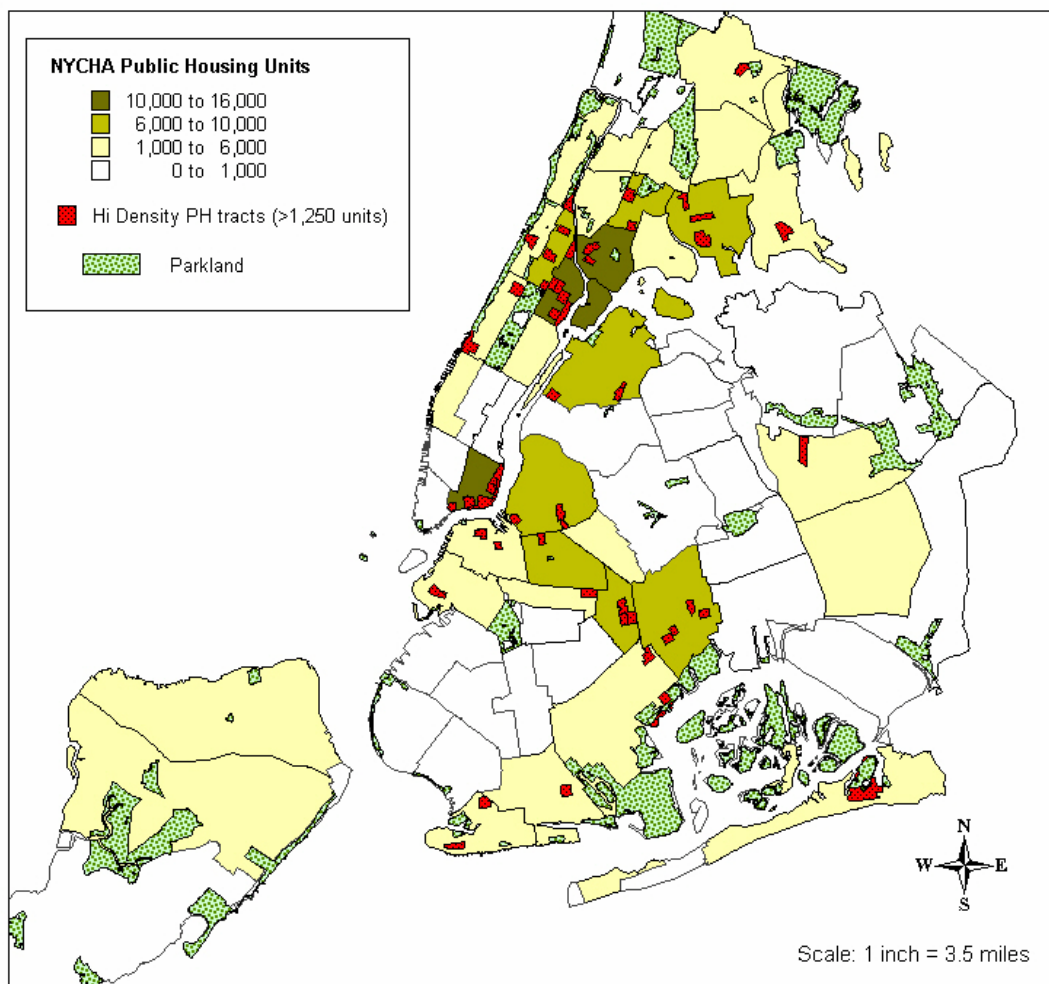 NYCHA Public Housing Units
10,000 to 16,000
6,000 to 10,000
1,000 to 6,000
0 to 1,000
Hi Density PH tracts (>1,250 units)
Parkland
N
W E
S
Scale: 1 inch = 3.5 miles